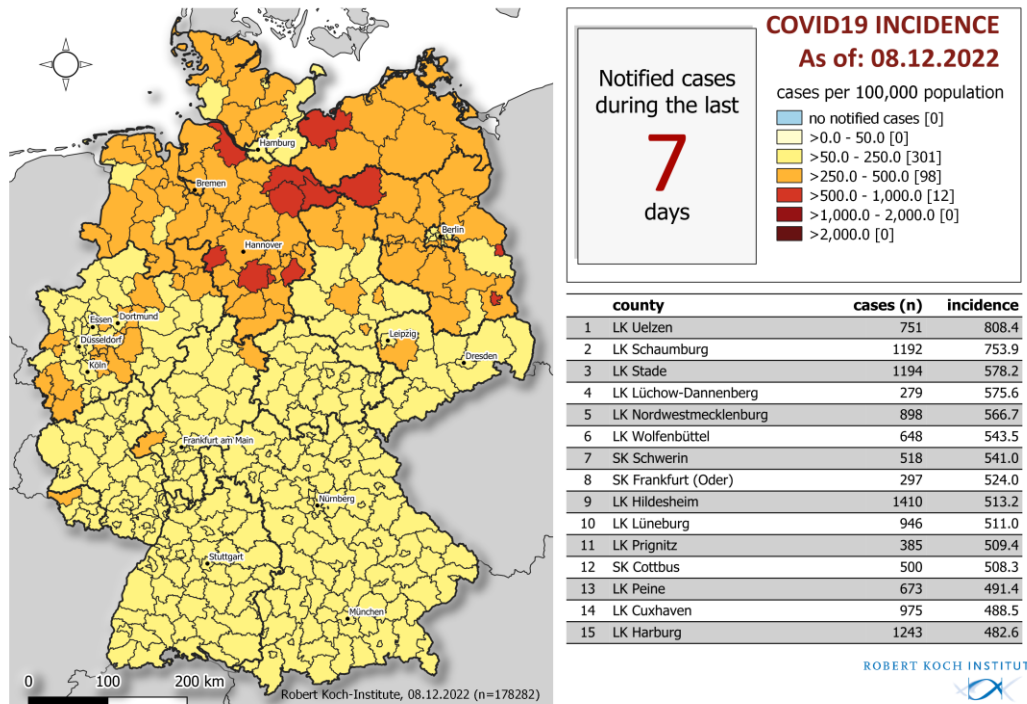 COVID19 INCIDENCE
As of: 08.12.2022
Notified cases
during the last
7
days
cases per 100,000 population
no notified cases [0]
>0.0 - 50.0 [0]
>50.0 - 250.0 [301]
>250.0 - 500.0 [98]
>500.0 - 1,000.0 [12]
>1,000.0 - 2,000.0 [0]
>2,000.0 [0]
Hamburg
Bremen
Berlin
Hannover
Essen
Dortmund
Düsseldorf
Köln
Leipzig
Dresden
Frankfurt am Main
Nürnberg
Stuttgart
München
0 100 200 km
Robert Koch-Institute, 08.12.2022 (n=178282)
county cases (n) incidence
1 LK Uelzen 751 808.4
2 LK Schaumburg 1192 753.9
3 LK Stade 1194 578.2
4 LK Lüchow-Dannenberg 279 575.6
5 LK Nordwestmecklenburg 898 566.7
6 LK Wolfenbüttel 648 543.5
7 SK Schwerin 518 541.0
8 SK Frankfurt (Oder) 297 524.0
9 LK Hildesheim 1410 513.2
10 LK Lüneburg 946 511.0
11 LK Prignitz 385 509.4
12 SK Cottbus 500 508.3
13 LK Peine 673 491.4
14 LK Cuxhaven 975 488.5
15 LK Harburg 1243 482.6
ROBERT KOCH INSTITUT